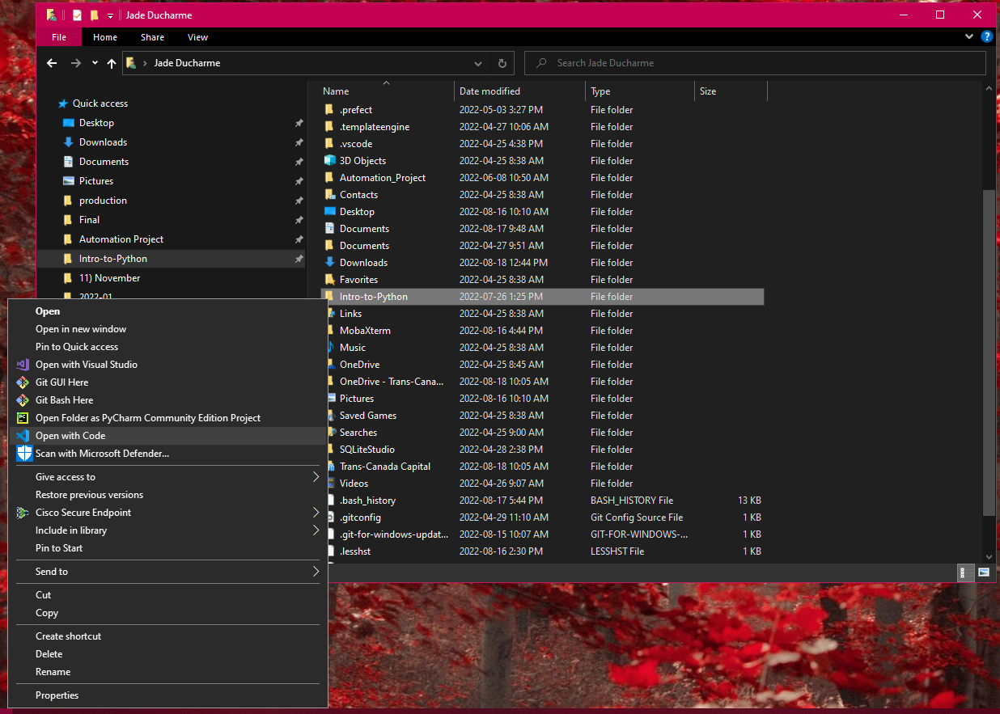 Jade Ducharme
File Home Share View
Jade Ducharme Search Jade Ducharme
Quick access
Desktop
Downloads
Documents
Pictures
production
Final
Automation Project
Intro-to-Python
11) November
2022-01
Name Date modified Type Size
.prefect 2022-05-03 3:27 PM File folder
.templateengine 2022-04-27 10:06 AM File folder
.vscode 2022-04-25 4:38 PM File folder
3D Objects 2022-04-25 8:38 AM File folder
Automation_Project 2022-06-08 10:50 AM File folder
Contacts 2022-04-25 8:38 AM File folder
Desktop 2022-08-16 10:10 AM File folder
Documents 2022-08-17 9:48 AM File folder
Documents 2022-04-27 9:51 AM File folder
Downloads 2022-08-18 12:44 PM File folder
Favorites 2022-04-25 8:38 AM File folder
Intro-to-Python 2022-07-26 1:25 PM File folder
Links 2022-04-25 8:38 AM File folder
MobaXterm 2022-08-16 4:44 PM File folder
Music 2022-04-25 8:38 AM File folder
OneDrive 2022-04-25 8:45 AM File folder
OneDrive - Trans-Cana... 2022-08-18 10:05 AM File folder
Pictures 2022-08-16 10:10 AM File folder
Saved Games 2022-04-25 8:38 AM File folder
Searches 2022-04-25 9:00 AM File folder
SQLiteStudio 2022-04-28 2:38 PM File folder
Trans-Canada Capital 2022-08-18 10:05 AM File folder
Videos 2022-04-26 9:07 AM File folder
.bash_history 2022-08-17 5:44 PM BASH_HISTORY File 13 KB
.gitconfig 2022-04-29 11:10 AM Git Config Source File 1 KB
.git-for-windows-updat... 2022-08-15 10:07 AM GIT-FOR-WINDOWS-... 1 KB
.lesshst 2022-08-16 2:30 PM LESSHST File 1 KB
Open
Open in new window
Pin to Quick access
Open with Visual Studio
Git GUI Here
Git Bash Here
Open Folder as PyCharm Community Edition Project
Open with Code
Scan with Microsoft Defender...
Give access to
Restore previous versions
Cisco Secure Endpoint
Include in library
Pin to Start
Send to
Cut
Copy
Create shortcut
Delete
Rename
Properties